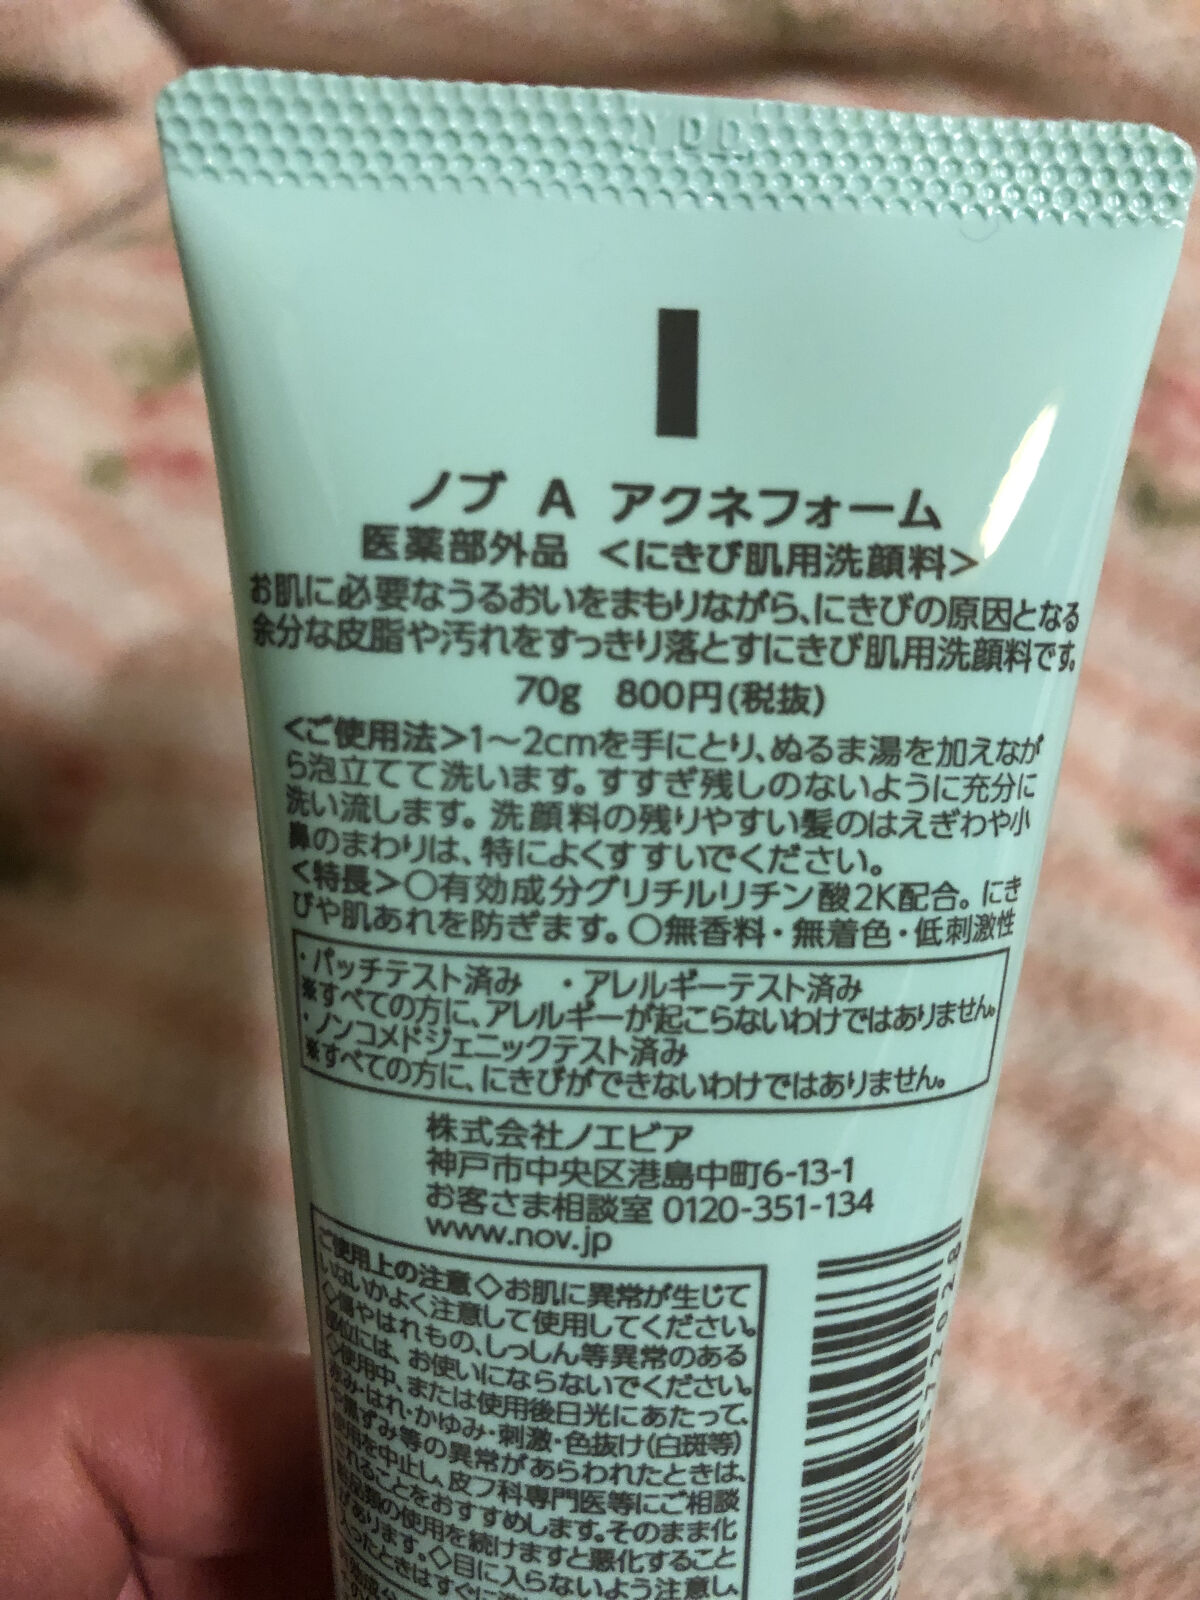 ノブ A アクネフォーム
医薬部外品 <にきび肌用洗顔料>
お肌に必要なうるおいをまもりながら、にきびの原因となる
余分な皮脂や汚れをすっきり落とすにきび肌用洗顔料です。
70g 800円(税抜)
<ご使用法>1〜2cmを手にとり、ぬるま湯を加えなが
ら泡立てて洗います。すすぎ残しのないように充分に
洗い流します。洗顔料の残りやすい髪のはえぎわや小
鼻のまわりは、特によくすすいでください。
<特長>○有効成分グリチルリチン酸2K配合。にき
びや肌あれを防ぎます。○無香料・無着色・低刺激性
・パッチテスト済み ・アレルギーテスト済み
※すべての方に、アレルギーが起こらないわけではありません。
・ノンコメドジェニックテスト済み
※すべての方に、にきびができないわけではありません。
株式会社ノエビア
神戸市中央区港島中町6-13-1
お客さま相談室 0120-351-134
www.nov.jp
ご使用上の注意◇お肌に異常が生じて
いないかよく注意して使用してください。
◇傷やはれもの、しっしん等異常のある
部位には、お使いにならないでください。
◇使用中、または使用後日光にあたって、
赤み・はれ・かゆみ・刺激・色抜け(白斑等)
や黒ずみ等の異常があらわれたときは、
使用を中止し、皮フ科専門医等にご相談
されることをおすすめします。そのまま化
粧品類の使用を続けますと悪化すること
があります。◇目に入らないよう注意し、
入ったときはすぐに